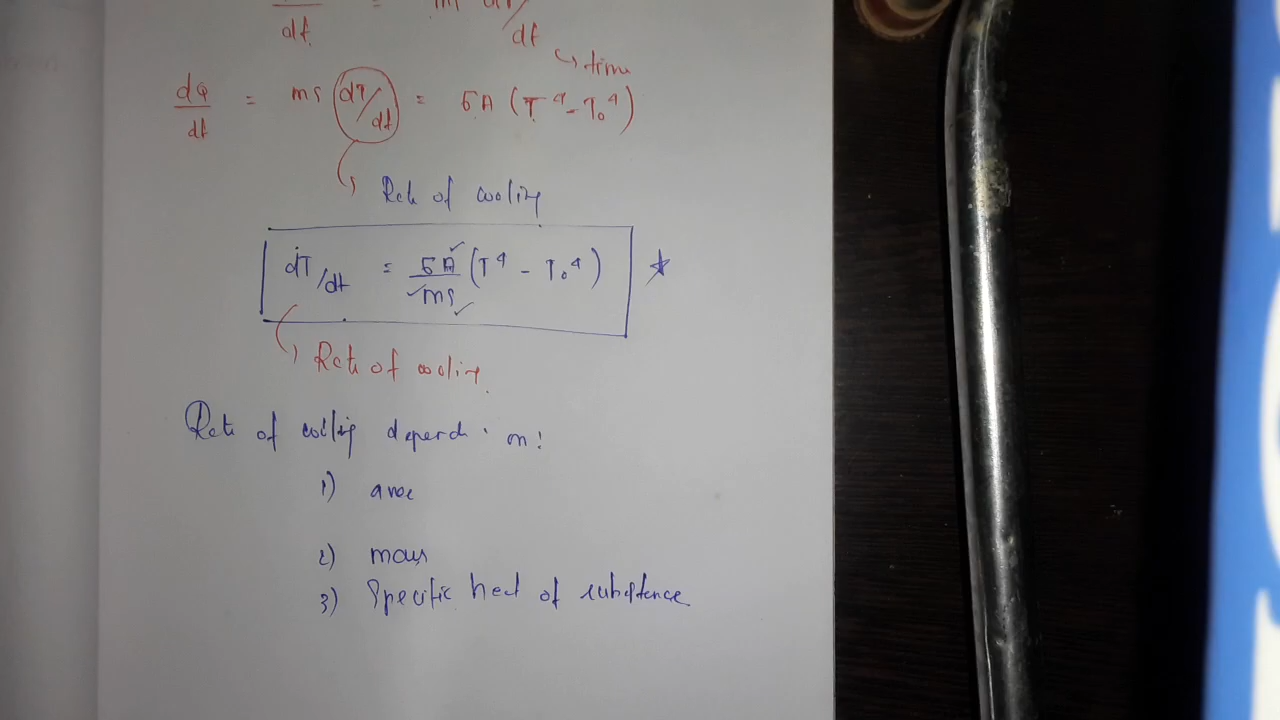 dt = dt
↳ time
dQ/dt = ms (dT/dt) = σA (T⁴ - T₀⁴)
↳ Rate of cooling
dT/dt = σA/ms (T⁴ - T₀⁴) ★
↳ Rate of cooling
Rate of cooling depends on:
1) area
2) mass
3) Specific heat of substance